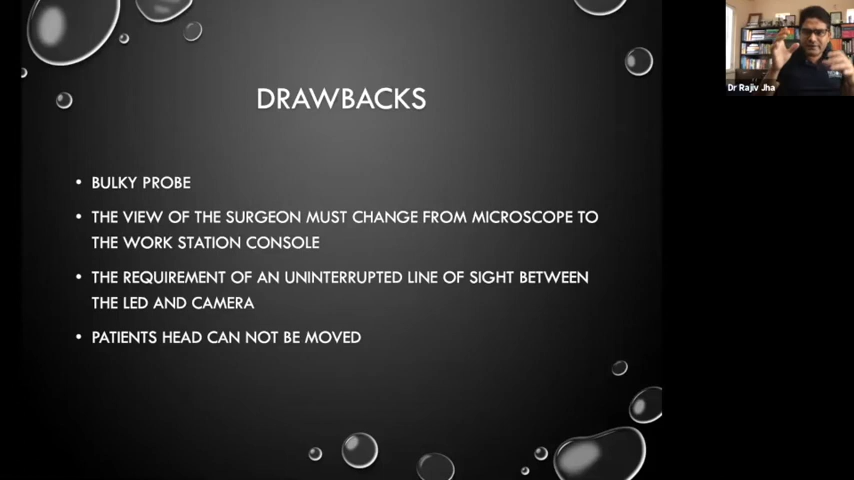 DRAWBACKS
• BULKY PROBE
• THE VIEW OF THE SURGEON MUST CHANGE FROM MICROSCOPE TO
THE WORK STATION CONSOLE
• THE REQUIREMENT OF AN UNINTERRUPTED LINE OF SIGHT BETWEEN
THE LED AND CAMERA
• PATIENTS HEAD CAN NOT BE MOVED
Dr Rajiv Jha